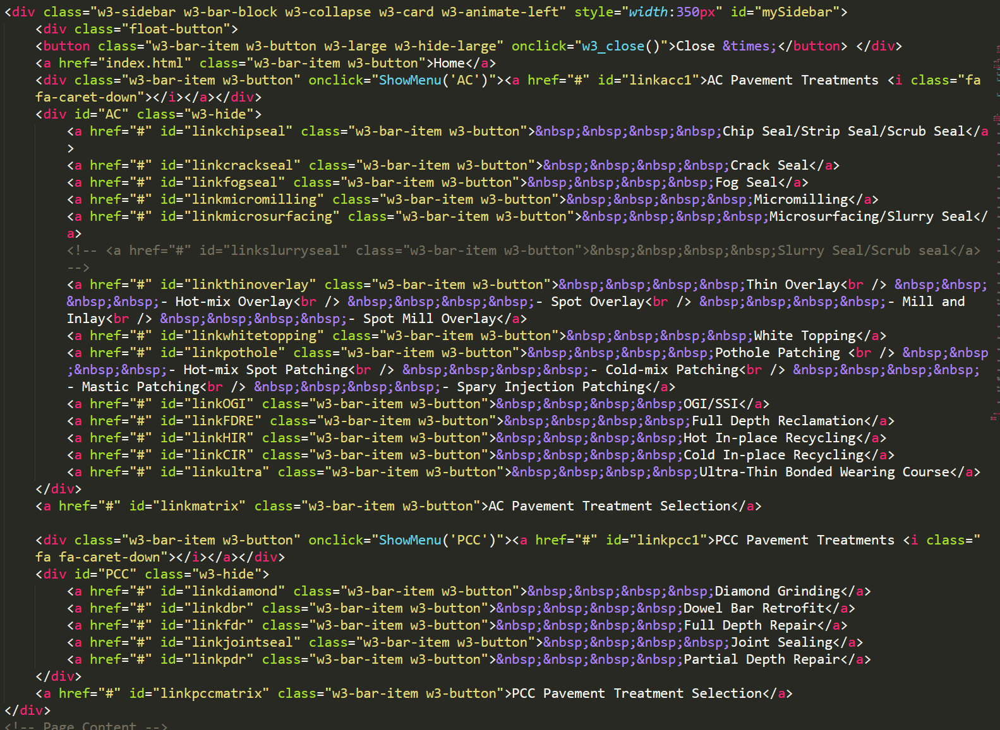 <div class="w3-sidebar w3-bar-block w3-collapse w3-card w3-animate-left" style="width:350px" id="mySidebar">
<div class="float-button">
<button class="w3-bar-item w3-button w3-large w3-hide-large" onclick="w3_close()">Close &times;</button> </div>
<a href="index.html" class="w3-bar-item w3-button">Home</a>
<div class="w3-bar-item w3-button" onclick="ShowMenu('AC')"><a href="#" id="linkacc1">AC Pavement Treatments <i class="fa
fa-caret-down"></i></a></div>
<div id="AC" class="w3-hide">
<a href="#" id="linkchipseal" class="w3-bar-item w3-button">&nbsp;&nbsp;&nbsp;&nbsp;Chip Seal/Strip Seal/Scrub Seal</a
>
<a href="#" id="linkcrackseal" class="w3-bar-item w3-button">&nbsp;&nbsp;&nbsp;&nbsp;Crack Seal</a>
<a href="#" id="linkfogseal" class="w3-bar-item w3-button">&nbsp;&nbsp;&nbsp;&nbsp;Fog Seal</a>
<a href="#" id="linkmicromilling" class="w3-bar-item w3-button">&nbsp;&nbsp;&nbsp;&nbsp;Micromilling</a>
<a href="#" id="linkmicrosurfacing" class="w3-bar-item w3-button">&nbsp;&nbsp;&nbsp;&nbsp;Microsurfacing/Slurry Seal</
a>
<!-- <a href="#" id="linkslurryseal" class="w3-bar-item w3-button">&nbsp;&nbsp;&nbsp;&nbsp;Slurry Seal/Scrub seal</a>
-->
<a href="#" id="linkthinoverlay" class="w3-bar-item w3-button">&nbsp;&nbsp;&nbsp;&nbsp;Thin Overlay<br /> &nbsp;&nbsp;
&nbsp;&nbsp;- Hot-mix Overlay<br /> &nbsp;&nbsp;&nbsp;&nbsp;- Spot Overlay<br /> &nbsp;&nbsp;&nbsp;&nbsp;- Mill and
Inlay<br /> &nbsp;&nbsp;&nbsp;&nbsp;- Spot Mill Overlay</a>
<a href="#" id="linkwhitetopping" class="w3-bar-item w3-button">&nbsp;&nbsp;&nbsp;&nbsp;White Topping</a>
<a href="#" id="linkpothole" class="w3-bar-item w3-button">&nbsp;&nbsp;&nbsp;&nbsp;Pothole Patching <br /> &nbsp;&nbsp
;&nbsp;&nbsp;- Hot-mix Spot Patching<br /> &nbsp;&nbsp;&nbsp;&nbsp;- Cold-mix Patching<br /> &nbsp;&nbsp;&nbsp;&nbsp;
- Mastic Patching<br /> &nbsp;&nbsp;&nbsp;&nbsp;- Spary Injection Patching</a>
<a href="#" id="linkOGI" class="w3-bar-item w3-button">&nbsp;&nbsp;&nbsp;&nbsp;OGI/SSI</a>
<a href="#" id="linkFDRE" class="w3-bar-item w3-button">&nbsp;&nbsp;&nbsp;&nbsp;Full Depth Reclamation</a>
<a href="#" id="linkHIR" class="w3-bar-item w3-button">&nbsp;&nbsp;&nbsp;&nbsp;Hot In-place Recycling</a>
<a href="#" id="linkCIR" class="w3-bar-item w3-button">&nbsp;&nbsp;&nbsp;&nbsp;Cold In-place Recycling</a>
<a href="#" id="linkultra" class="w3-bar-item w3-button">&nbsp;&nbsp;&nbsp;&nbsp;Ultra-Thin Bonded Wearing Course</a>
</div>
<a href="#" id="linkmatrix" class="w3-bar-item w3-button">AC Pavement Treatment Selection</a>
<div class="w3-bar-item w3-button" onclick="ShowMenu('PCC')"><a href="#" id="linkpcc1">PCC Pavement Treatments <i class="
fa fa-caret-down"></i></a></div>
<div id="PCC" class="w3-hide">
<a href="#" id="linkdiamond" class="w3-bar-item w3-button">&nbsp;&nbsp;&nbsp;&nbsp;Diamond Grinding</a>
<a href="#" id="linkdbr" class="w3-bar-item w3-button">&nbsp;&nbsp;&nbsp;&nbsp;Dowel Bar Retrofit</a>
<a href="#" id="linkfdr" class="w3-bar-item w3-button">&nbsp;&nbsp;&nbsp;&nbsp;Full Depth Repair</a>
<a href="#" id="linkjointseal" class="w3-bar-item w3-button">&nbsp;&nbsp;&nbsp;&nbsp;Joint Sealing</a>
<a href="#" id="linkpdr" class="w3-bar-item w3-button">&nbsp;&nbsp;&nbsp;&nbsp;Partial Depth Repair</a>
</div>
<a href="#" id="linkpccmatrix" class="w3-bar-item w3-button">PCC Pavement Treatment Selection</a>
</div>
<!-- Page Content -->